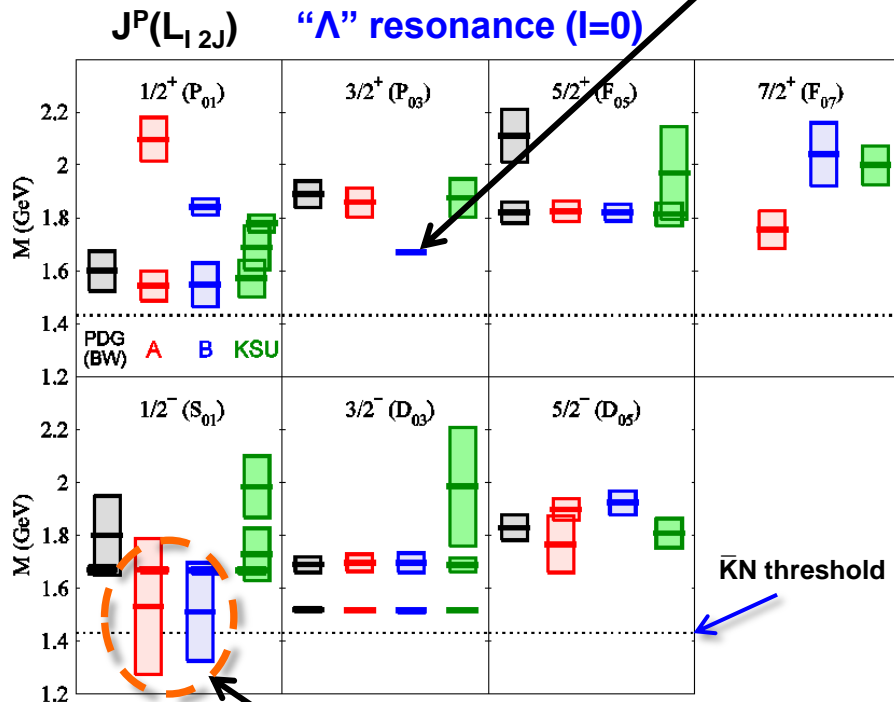 J^P(L_{I 2J}) “Λ” resonance (I=0)
1/2⁺ (P₀₁) 3/2⁺ (P₀₃) 5/2⁺ (F₀₅) 7/2⁺ (F₀₇)
2.2
2
1.8
1.6
1.4
1.2
M (GeV)
PDG
(BW) A B KSU
1/2⁻ (S₀₁) 3/2⁻ (D₀₃) 5/2⁻ (D₀₅)
2.2
2
1.8
1.6
1.4
1.2
M (GeV)
K̅N threshold